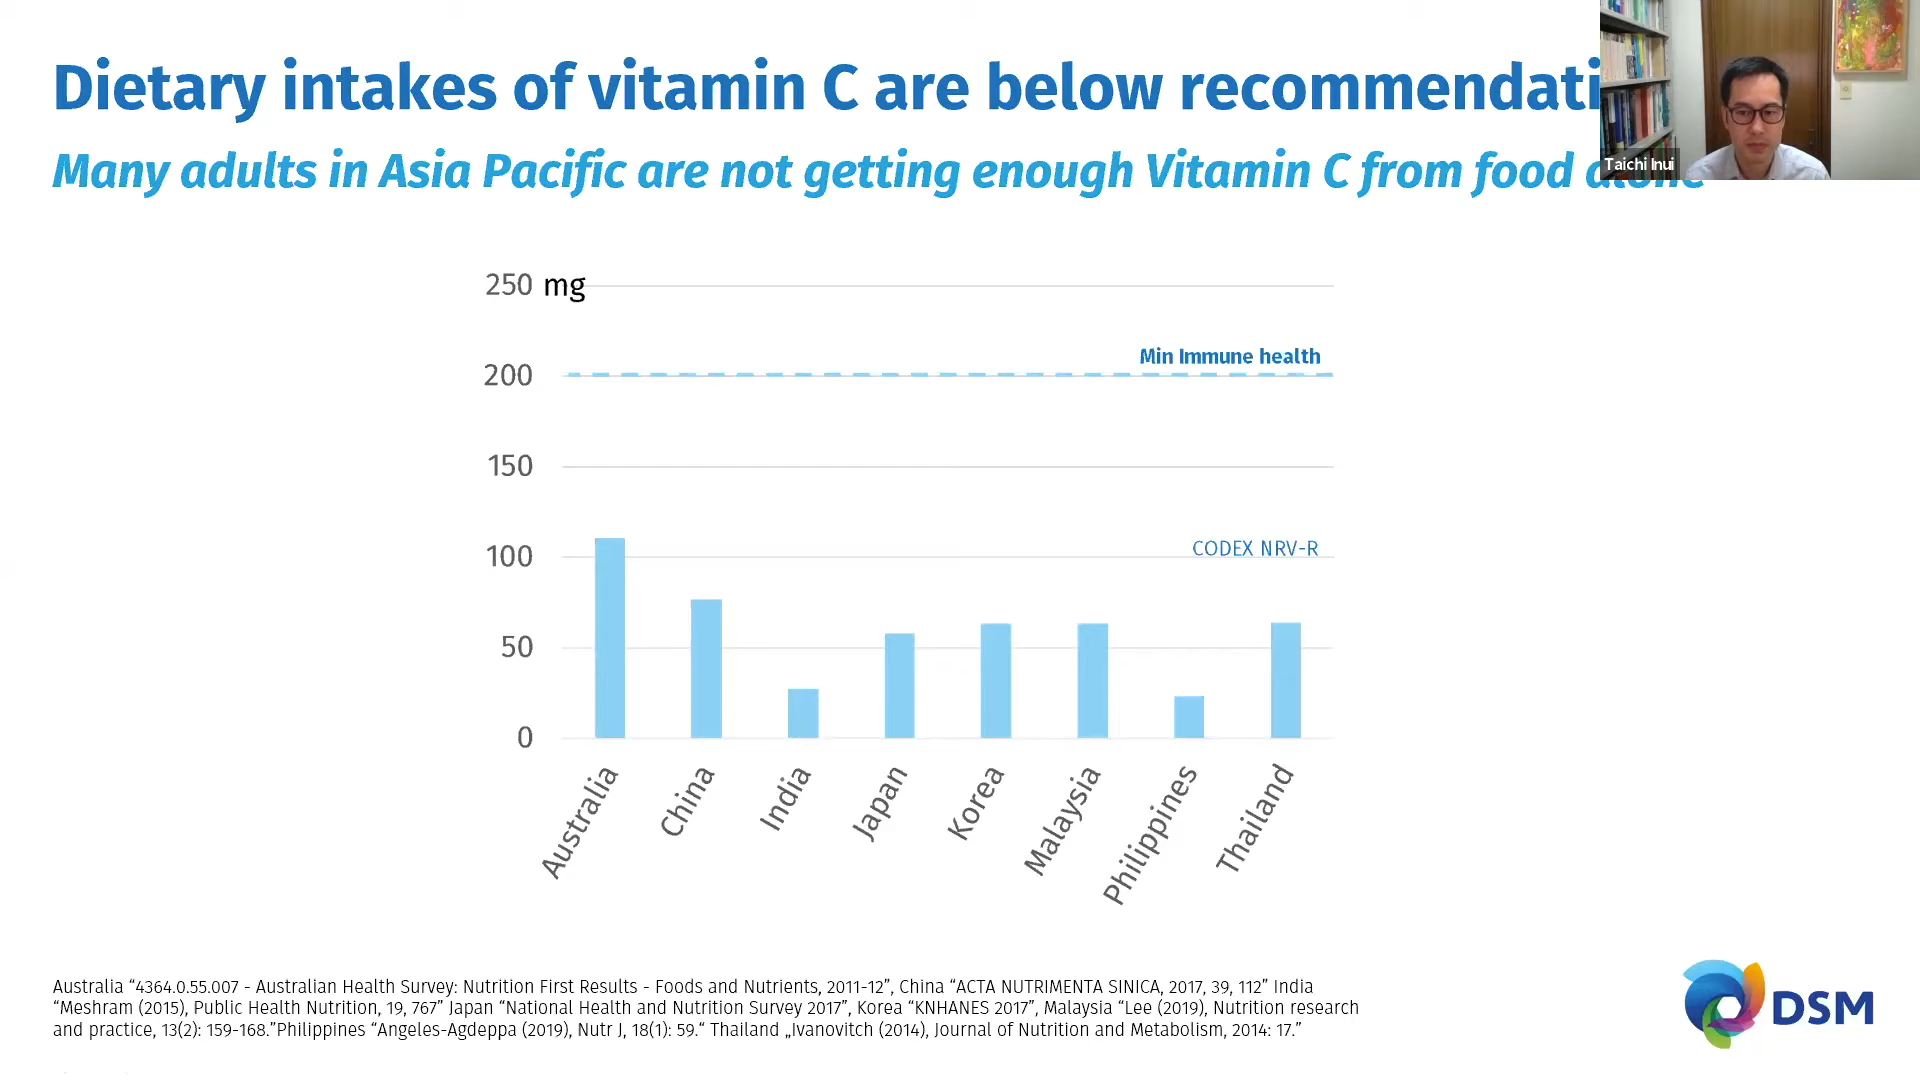 Dietary intakes of vitamin C are below recommendati
Taichi Inui
Many adults in Asia Pacific are not getting enough Vitamin C from food alone
250 mg
Min Immune health
200
150
CODEX NRV-R
100
50
0
Australia
China
India
Japan
Korea
Malaysia
Philippines
Thailand
Australia “4364.0.55.007 - Australian Health Survey: Nutrition First Results - Foods and Nutrients, 2011-12”, China “ACTA NUTRIMENTA SINICA, 2017, 39, 112” India
“Meshram (2015), Public Health Nutrition, 19, 767” Japan “National Health and Nutrition Survey 2017”, Korea “KNHANES 2017”, Malaysia “Lee (2019), Nutrition research
and practice, 13(2): 159-168.”Philippines “Angeles-Agdeppa (2019), Nutr J, 18(1): 59.“ Thailand „Ivanovitch (2014), Journal of Nutrition and Metabolism, 2014: 17.”
DSM